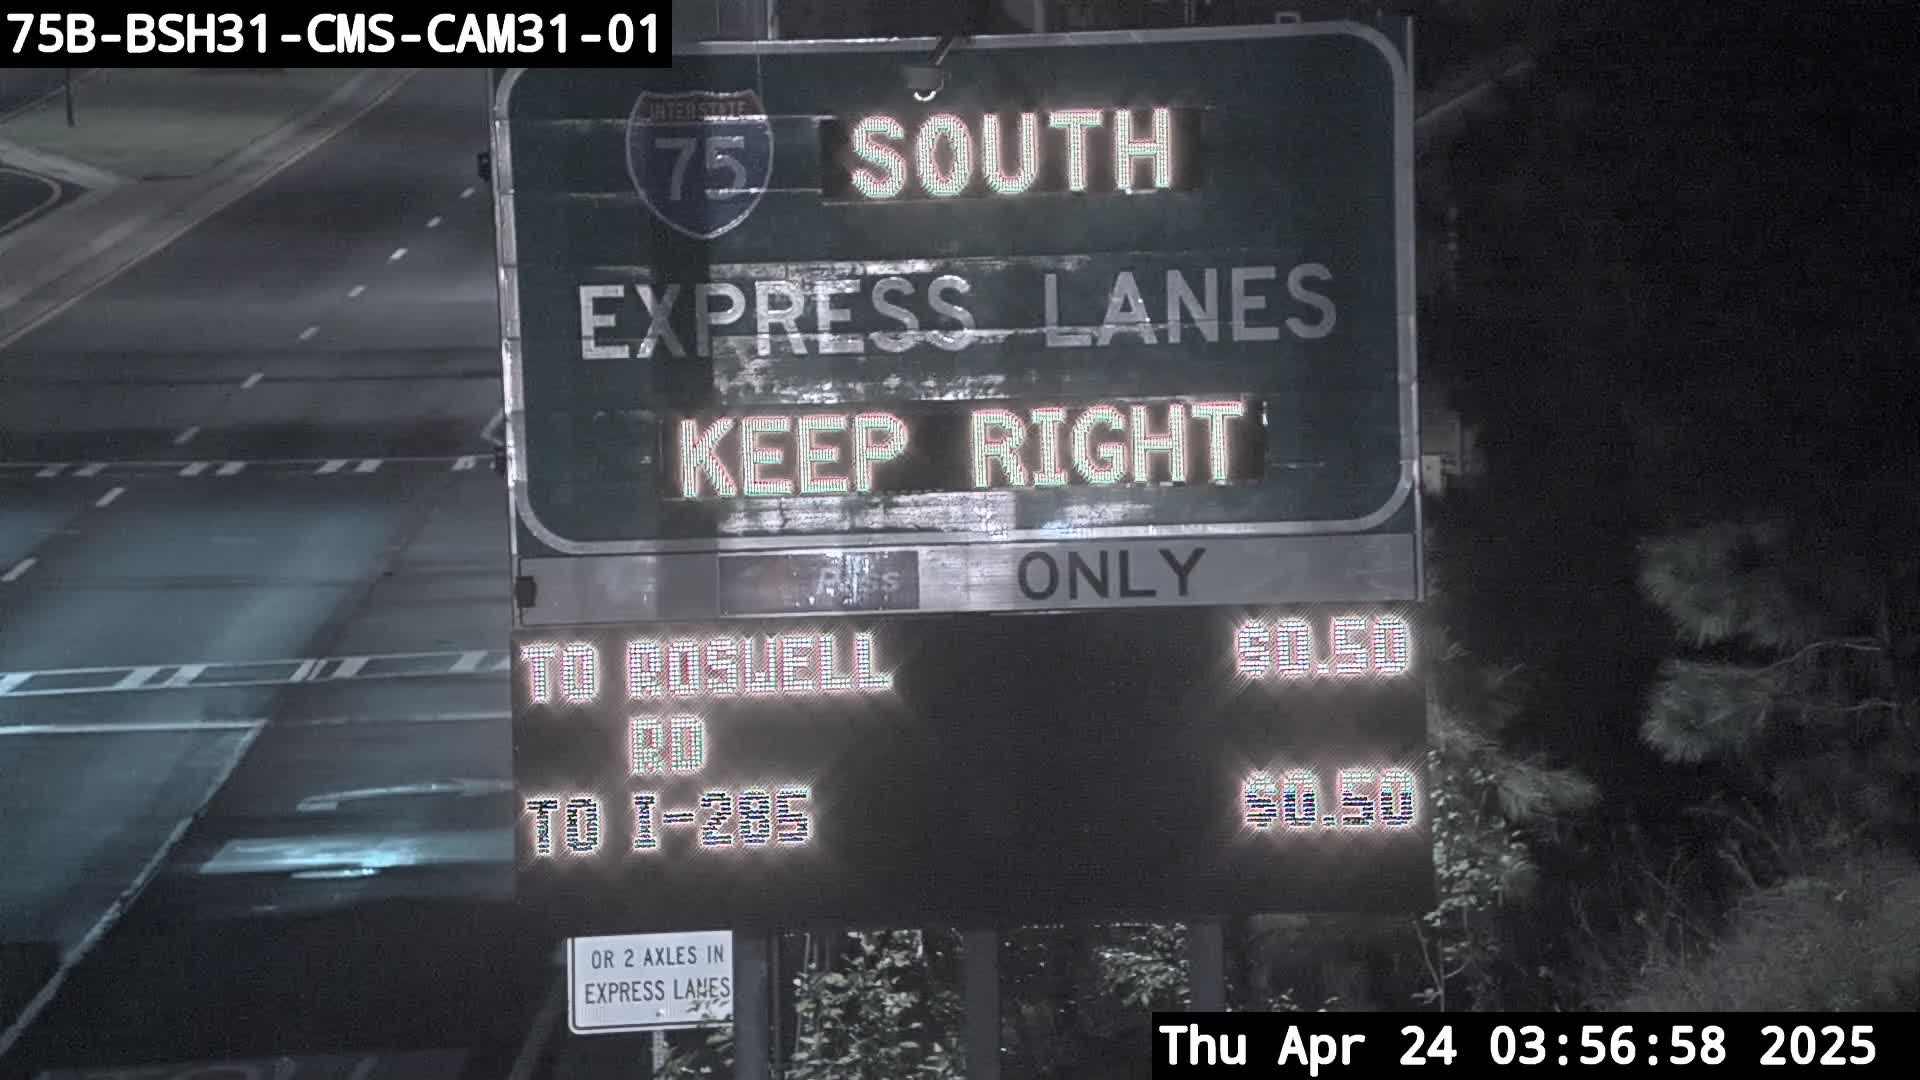 75B-BSH31-CMS-CAM31-01
INTERSTATE
75
SOUTH
EXPRESS LANES
KEEP RIGHT
Pass ONLY
TO ROSWELL $0.50
RD
TO I-285 $0.50
OR 2 AXLES IN
EXPRESS LANES
Thu Apr 24 03:56:58 2025